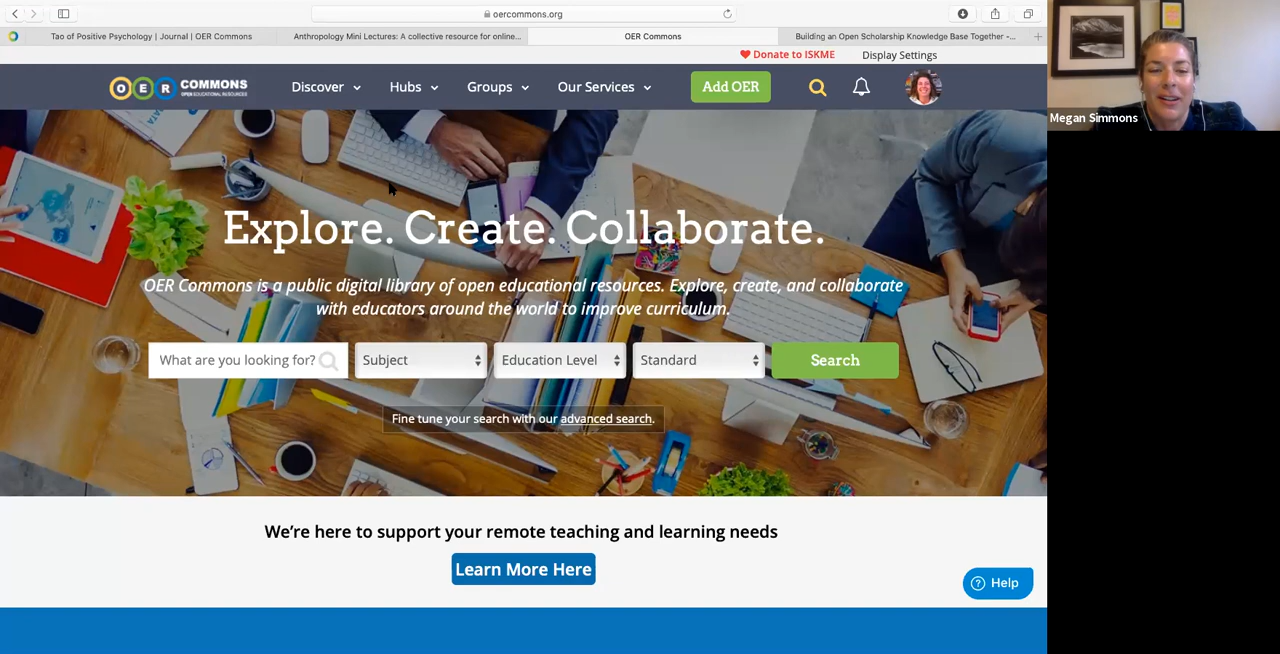 oercommons.org
Tao of Positive Psychology | Journal | OER Commons
Anthropology Mini Lectures: A collective resource for online...
OER Commons
Building an Open Scholarship Knowledge Base Together -...
Donate to ISKME
Display Settings
OER COMMONS
OPEN EDUCATIONAL RESOURCES
Discover
Hubs
Groups
Our Services
Add OER
Megan Simmons
Explore. Create. Collaborate.
OER Commons is a public digital library of open educational resources. Explore, create, and collaborate
with educators around the world to improve curriculum.
What are you looking for?
Subject
Education Level
Standard
Search
Fine tune your search with our advanced search.
We’re here to support your remote teaching and learning needs
Learn More Here
? Help